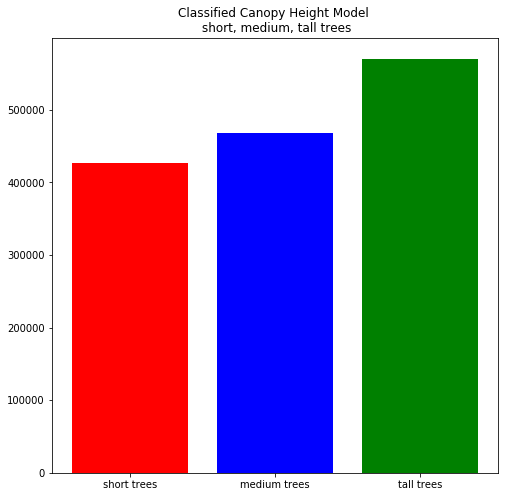 Classified Canopy Height Model
short, medium, tall trees
500000
400000
300000
200000
100000
0
short trees
medium trees
tall trees